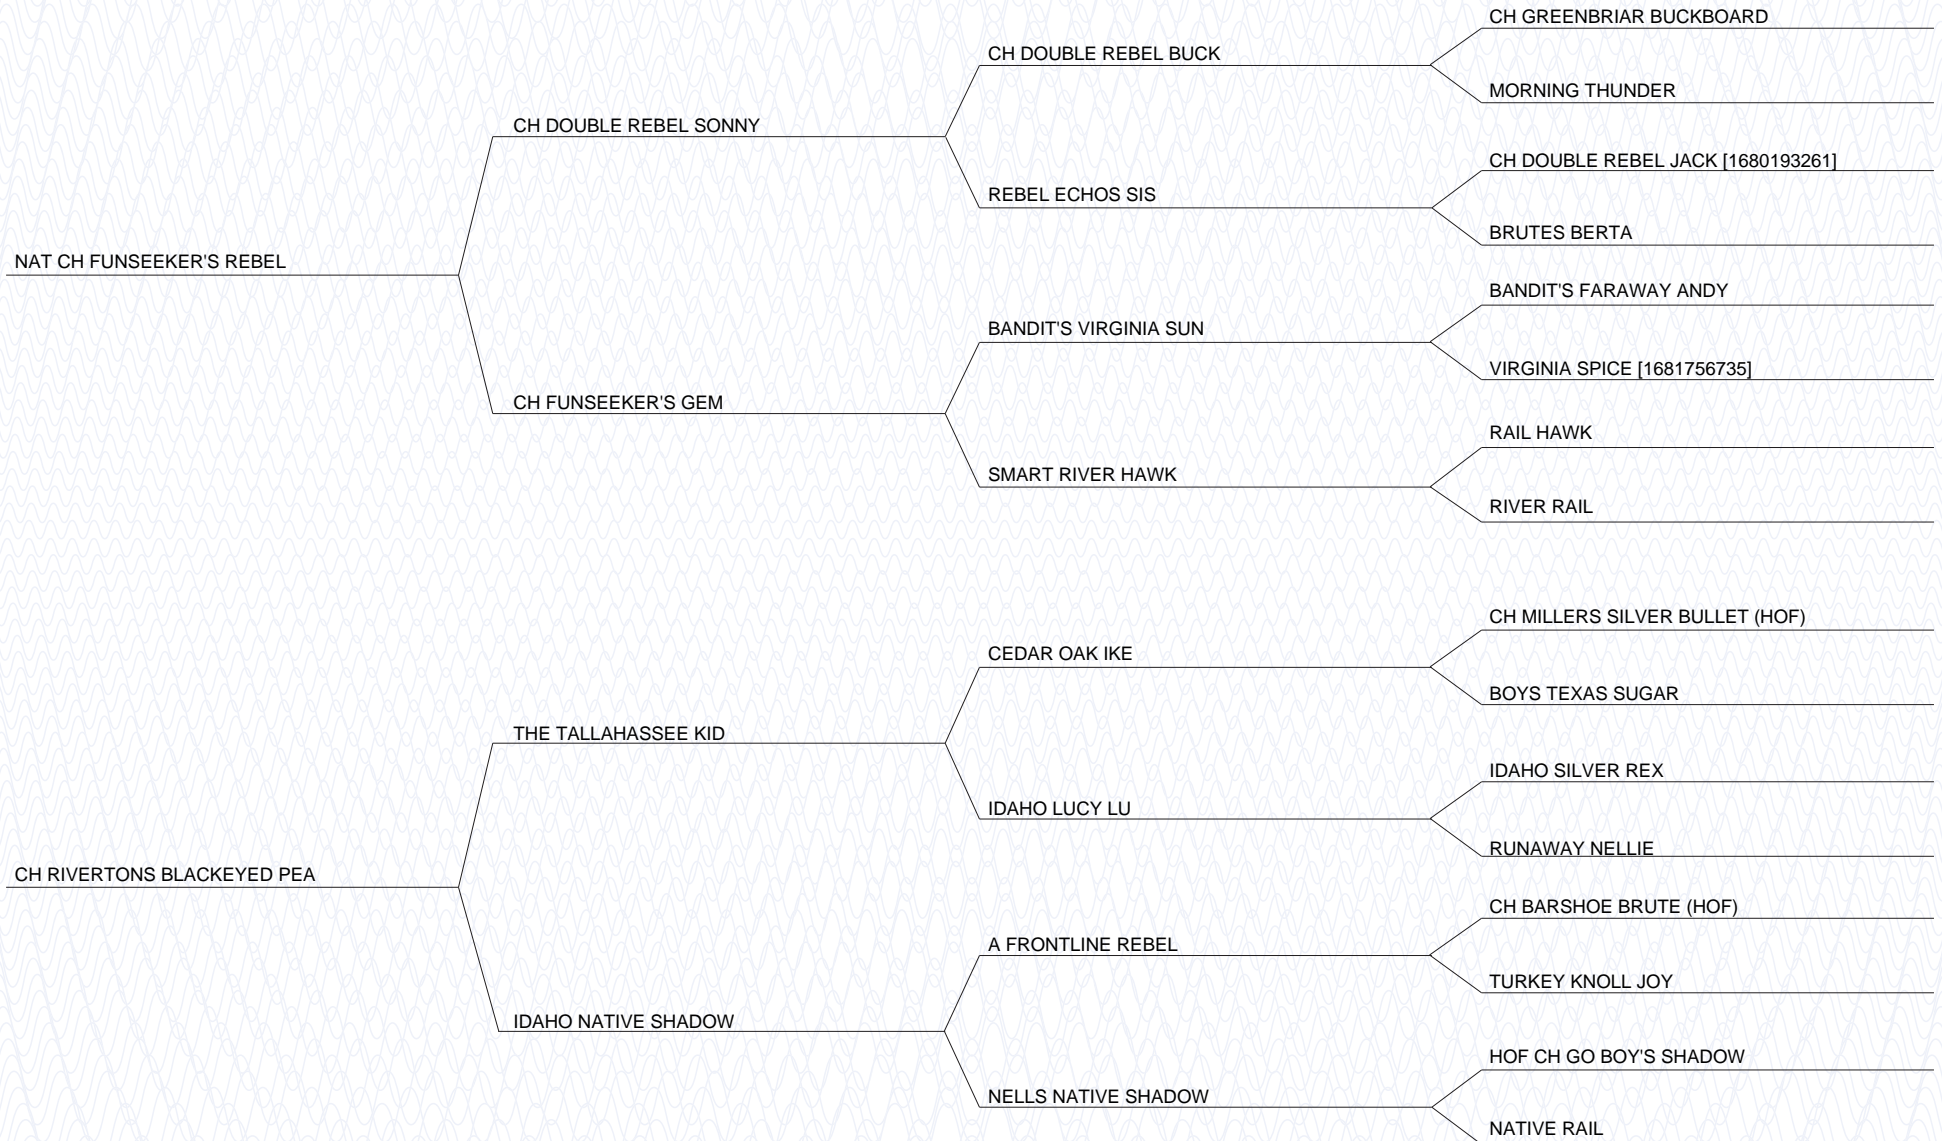 CH GREENBRIAR BUCKBOARD
CH DOUBLE REBEL BUCK
MORNING THUNDER
CH DOUBLE REBEL SONNY
CH DOUBLE REBEL JACK [1680193261]
REBEL ECHOS SIS
BRUTES BERTA
NAT CH FUNSEEKER'S REBEL
BANDIT'S FARAWAY ANDY
BANDIT'S VIRGINIA SUN
VIRGINIA SPICE [1681756735]
CH FUNSEEKER'S GEM
RAIL HAWK
SMART RIVER HAWK
RIVER RAIL
CH MILLERS SILVER BULLET (HOF)
CEDAR OAK IKE
BOYS TEXAS SUGAR
THE TALLAHASSEE KID
IDAHO SILVER REX
IDAHO LUCY LU
RUNAWAY NELLIE
CH RIVERTONS BLACKEYED PEA
CH BARSHOE BRUTE (HOF)
A FRONTLINE REBEL
TURKEY KNOLL JOY
IDAHO NATIVE SHADOW
HOF CH GO BOY'S SHADOW
NELLS NATIVE SHADOW
NATIVE RAIL